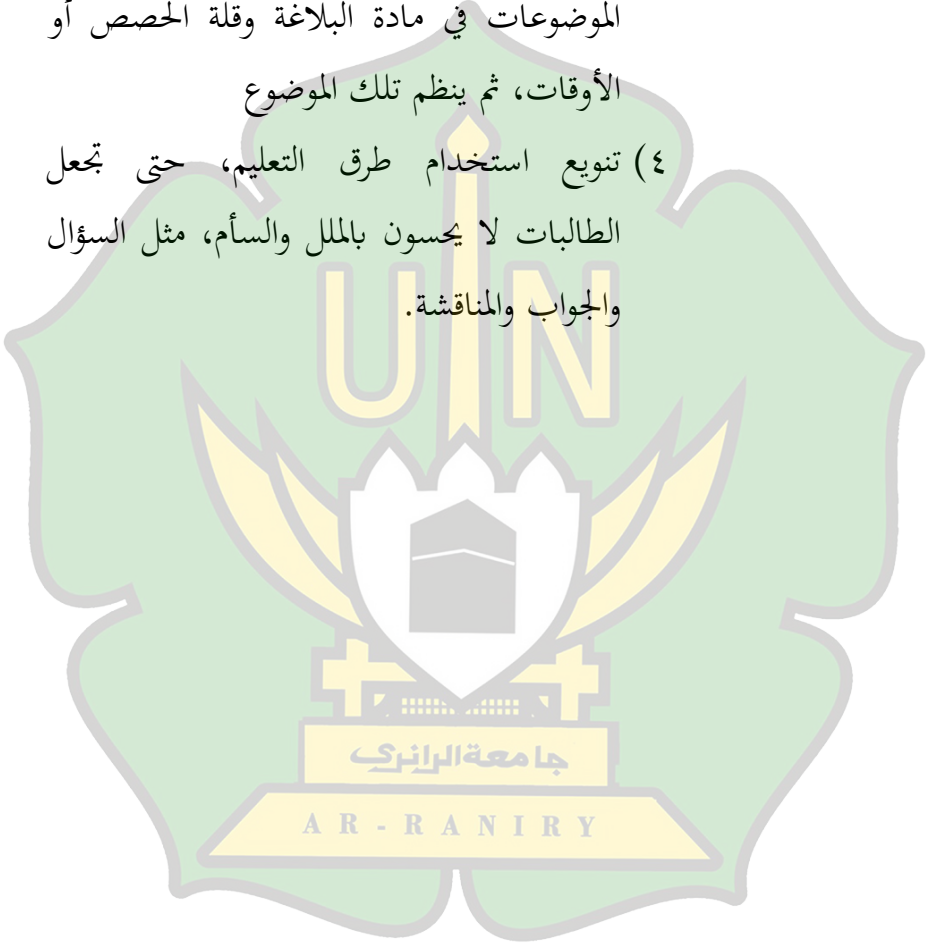 الموضوعات في مادة البلاغة وقلة الحصص أو
الأوقات، ثم ينظم تلك الموضوع
٤) تنويع استخدام طرق التعليم، حتى تجعل
الطالبات لا يحسون بالملل والسأم، مثل السؤال
والجواب والمناقشة.
UIN
جامعة الرانري
AR-RANIRY